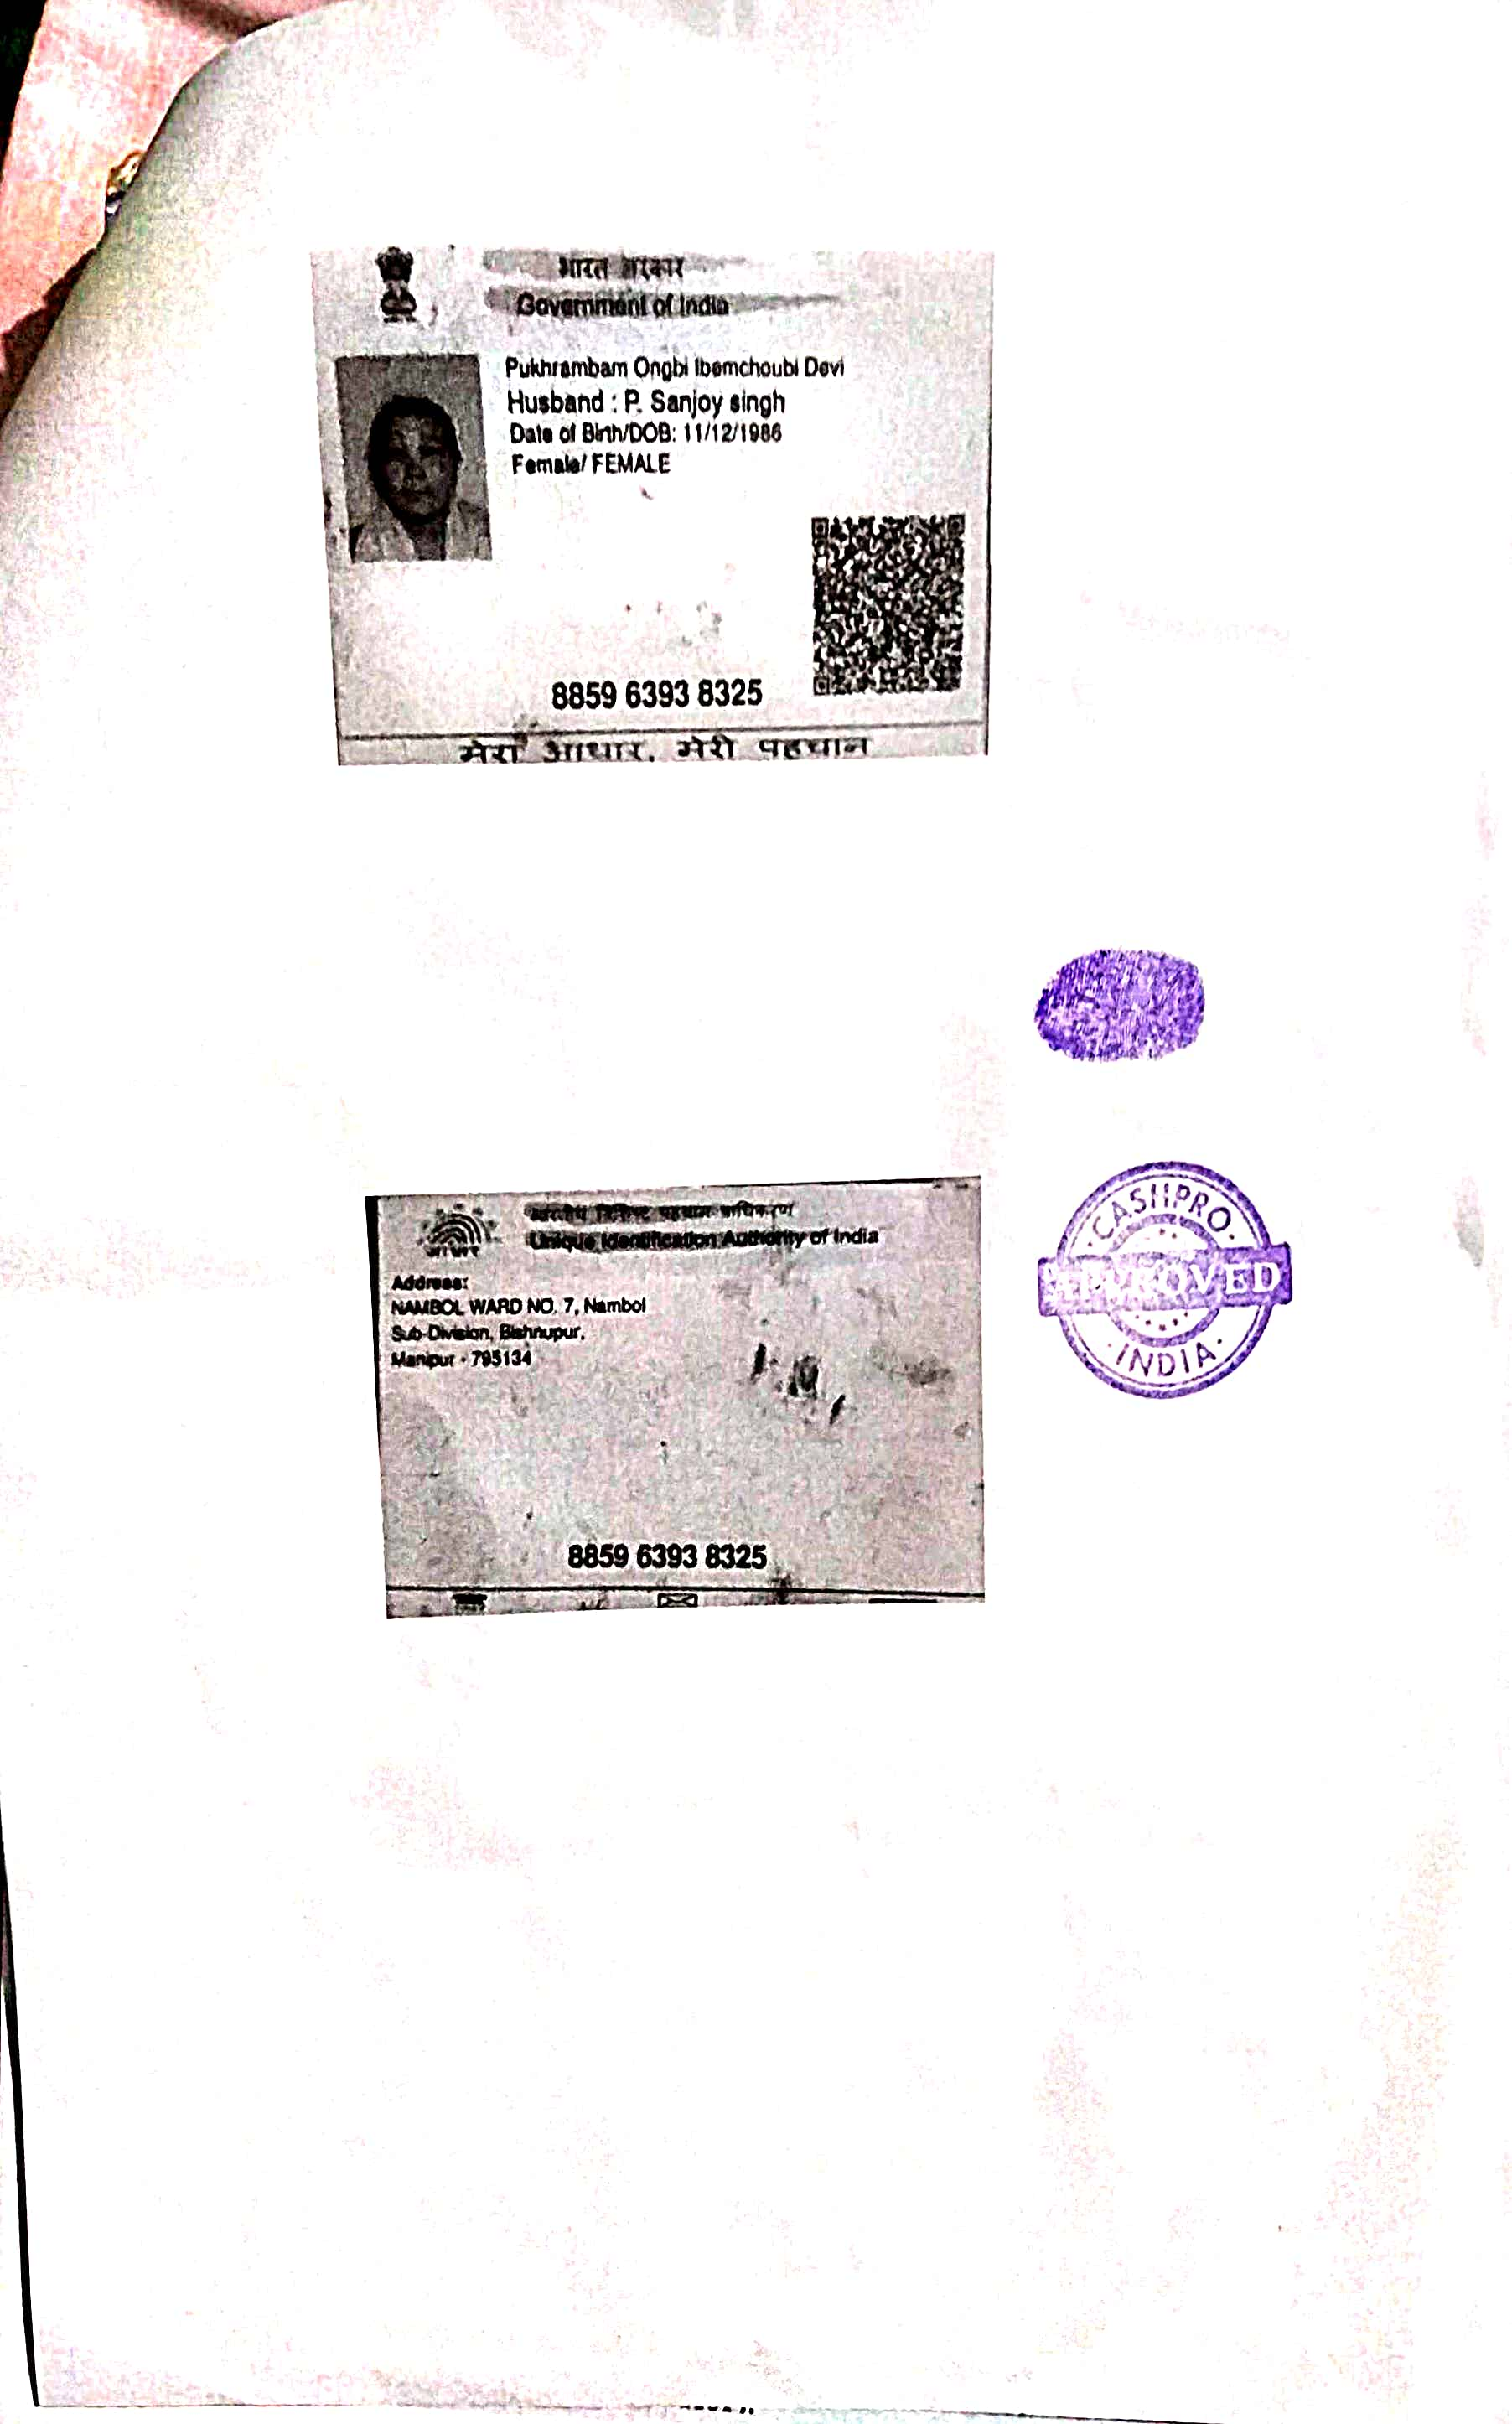 भारत सरकार
Government of India
Pukhrambam Ongbi Ibemchoubi Devi
Husband : P. Sanjoy singh
Date of Birth/DOB: 11/12/1986
Female/ FEMALE
8859 6393 8325
मेरा आधार, मेरी पहचान
भारतीय विशिष्ट पहचान प्राधिकरण
Unique Identification Authority of India
Address:
NAMBOL WARD NO. 7, Nambol
Sub-Division, Bishnupur,
Manipur - 795134
8859 6393 8325
CASHPRO
APPROVED
INDIA